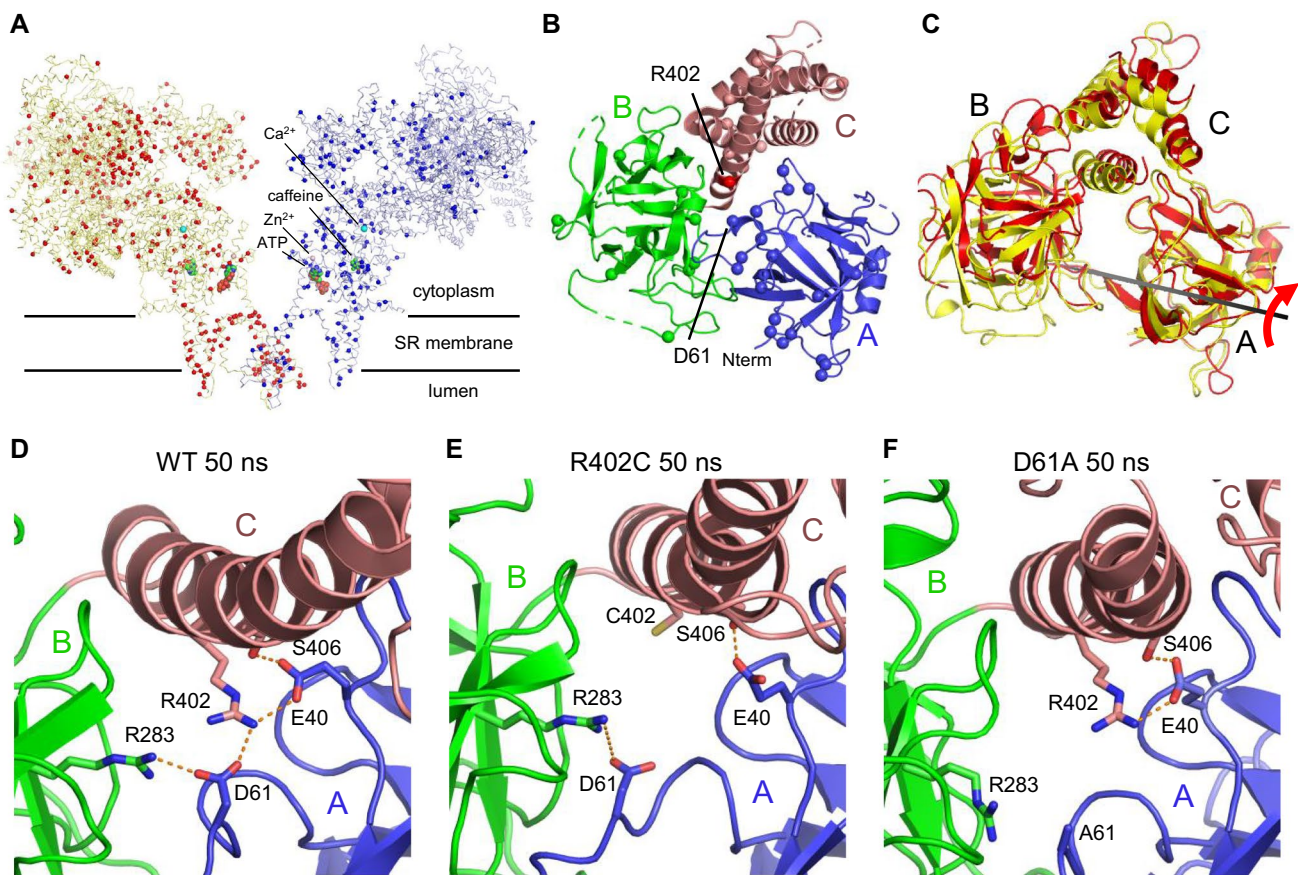 A
Ca2+
caffeine
Zn2+
ATP
cytoplasm
SR membrane
lumen
B
R402
B
C
D61
Nterm
A
C
B
C
A
D
WT 50 ns
C
B
S406
R402
E40
R283
D61
A
E
R402C 50 ns
C
B
C402
S406
R283
E40
D61
A
F
D61A 50 ns
C
B
S406
R402
E40
R283
A
A61